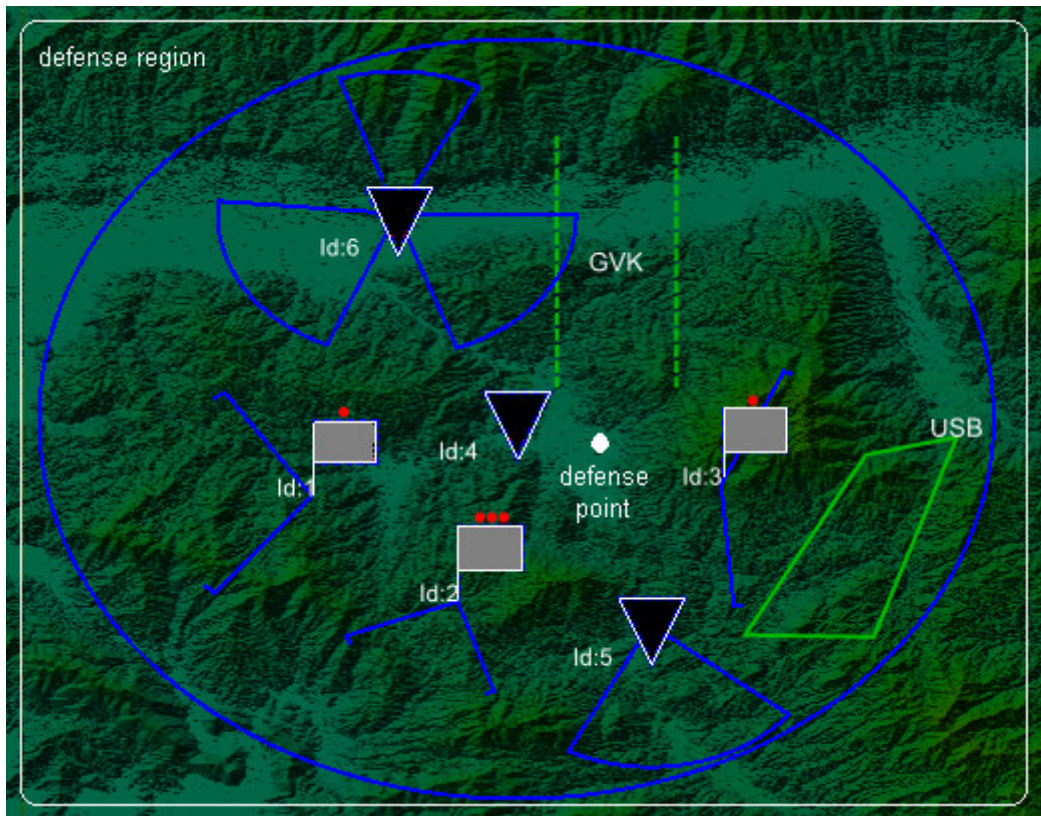 defense region
Id:6
GVK
USB
Id:4
defense
point
Id:3
Id:1
Id:2
Id:5